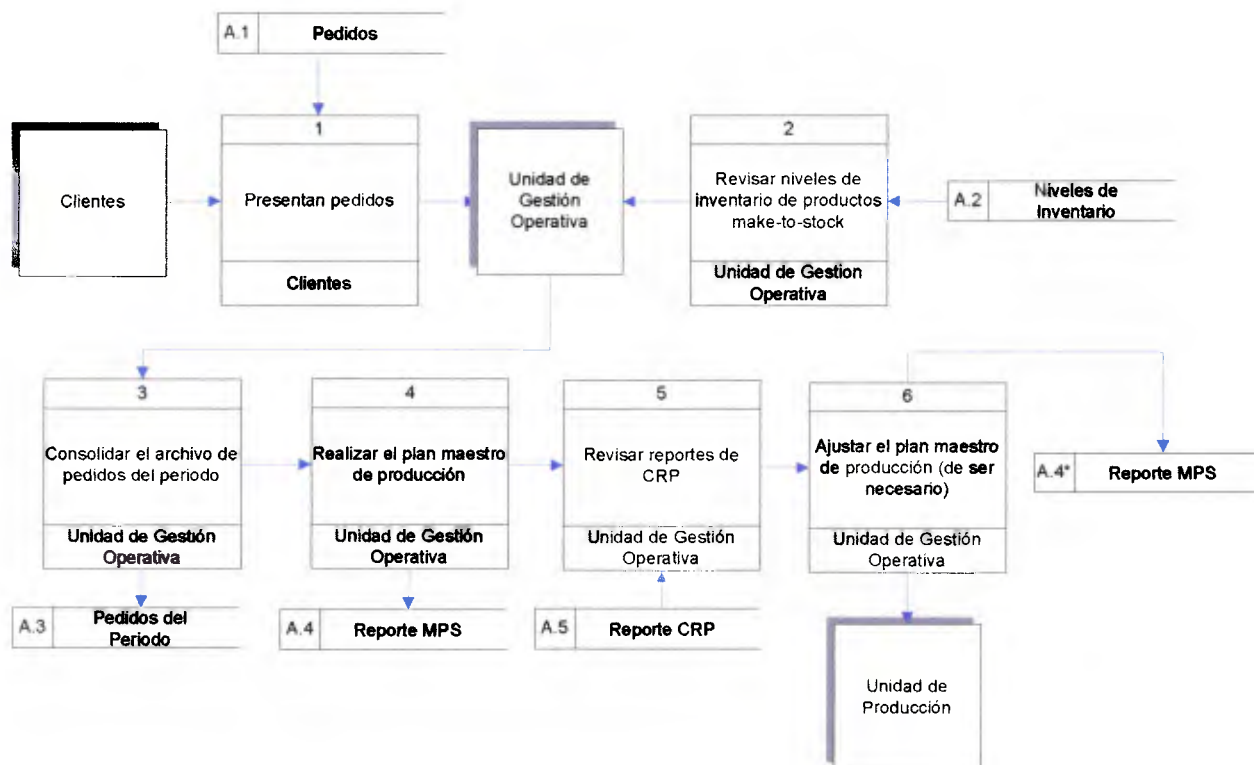 A.1
Pedidos
Clientes
1
Presentan pedidos
Clientes
Unidad de
Gestión
Operativa
2
Revisar niveles de
inventario de productos
make-to-stock
Unidad de Gestion
Operativa
A.2
Niveles de
Inventario
3
Consolidar el archivo de
pedidos del periodo
Unidad de Gestión
Operativa
4
Realizar el plan maestro
de producción
Unidad de Gestión
Operativa
5
Revisar reportes de
CRP
Unidad de Gestión
Operativa
6
Ajustar el plan maestro
de producción (de ser
necesario)
Unidad de Gestión
Operativa
A.4*
Reporte MPS
A.3
Pedidos del
Periodo
A.4
Reporte MPS
A.5
Reporte CRP
Unidad de
Producción